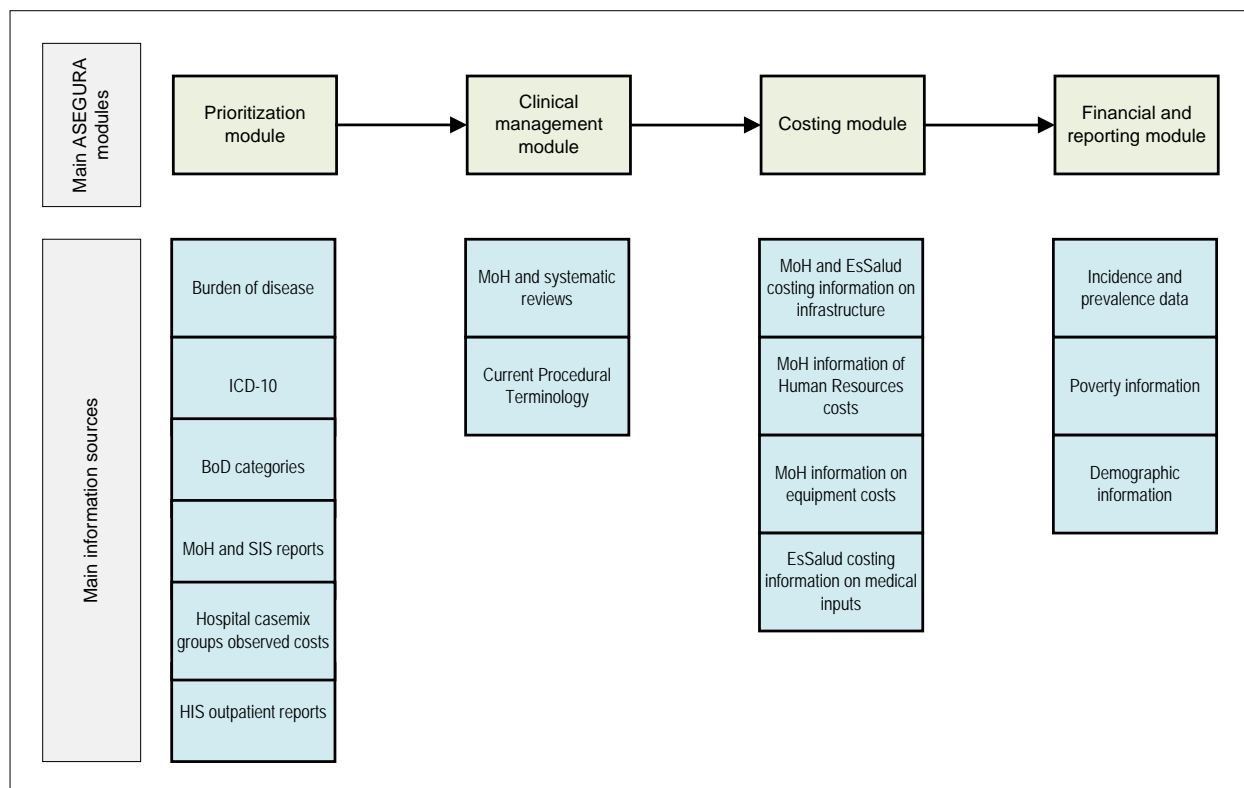 Main ASEGURA
modules
Prioritization
module
Clinical
management
module
Costing module
Financial and
reporting module
Main information sources
Burden of disease
ICD-10
BoD categories
MoH and SIS reports
Hospital casemix
groups observed costs
HIS outpatient reports
MoH and systematic
reviews
Current Procedural
Terminology
MoH and EsSalud
costing information on
infrastructure
MoH information of
Human Resources
costs
MoH information on
equipment costs
EsSalud costing
information on medical
inputs
Incidence and
prevalence data
Poverty information
Demographic
information